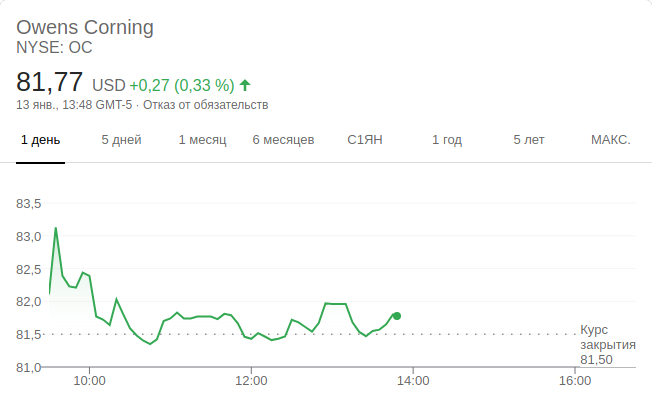 Owens Corning
NYSE: OC
81,77 USD +0,27 (0,33 %)
13 янв., 13:48 GMT-5 · Отказ от обязательств
1 день 5 дней 1 месяц 6 месяцев С1ЯН 1 год 5 лет МАКС.
83,5
83,0
82,5
82,0
81,5
81,0
Курс
закрытия
81,50
10:00 12:00 14:00 16:00